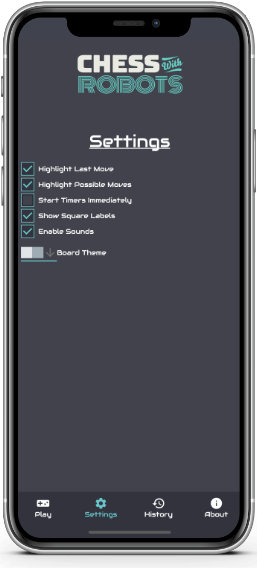 CHESS With
ROBOTS
Settings
Highlight Last Move
Highlight Possible Moves
Start Timers Immediately
Show Square Labels
Enable Sounds
Board Theme
Play
Settings
History
About